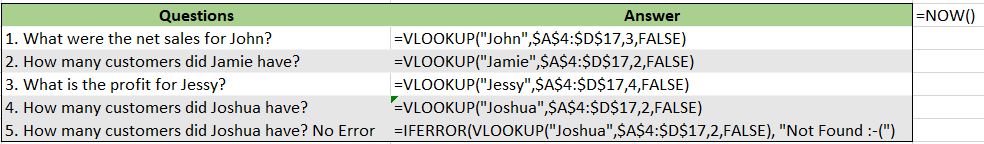 Questions Answer =NOW()
1. What were the net sales for John? =VLOOKUP("John",$A$4:$D$17,3,FALSE)
2. How many customers did Jamie have? =VLOOKUP("Jamie",$A$4:$D$17,2,FALSE)
3. What is the profit for Jessy? =VLOOKUP("Jessy",$A$4:$D$17,4,FALSE)
4. How many customers did Joshua have? =VLOOKUP("Joshua",$A$4:$D$17,2,FALSE)
5. How many customers did Joshua have? No Error =IFERROR(VLOOKUP("Joshua",$A$4:$D$17,2,FALSE), "Not Found :-(")